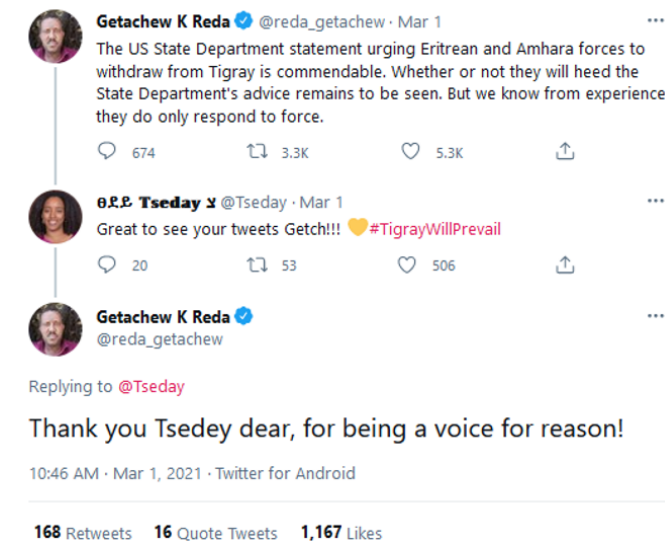 Getachew K Reda @reda_getachew · Mar 1
The US State Department statement urging Eritrean and Amhara forces to
withdraw from Tigray is commendable. Whether or not they will heed the
State Department's advice remains to be seen. But we know from experience
they do only respond to force.
674 3.3K 5.3K
ፀደይ Tseday ሃ @Tseday · Mar 1
Great to see your tweets Getch!!! 💛#TigrayWillPrevail
20 53 506
Getachew K Reda
@reda_getachew
Replying to @Tseday
Thank you Tsedey dear, for being a voice for reason!
10:46 AM · Mar 1, 2021 · Twitter for Android
168 Retweets 16 Quote Tweets 1,167 Likes